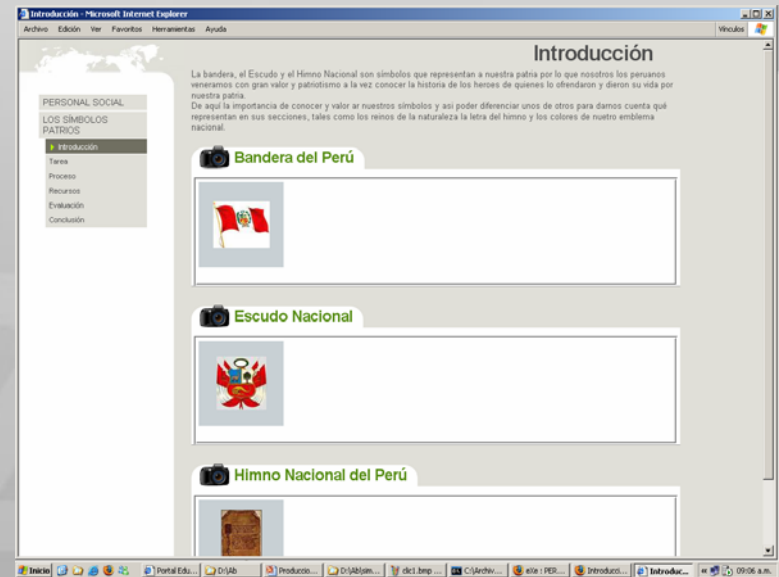 Introducción - Microsoft Internet Explorer
Archivo Edición Ver Favoritos Herramientas Ayuda
Vínculos
Introducción
La bandera, el Escudo y el Himno Nacional son símbolos que representan a nuestra patria por lo que nosotros los peruanos
veneramos con gran valor y patriotismo a la vez conocer la historia de los heroes de quienes lo ofrendaron y dieron su vida por
nuestra patria.
De aquí la importancia de conocer y valor ar nuestros símbolos y asi poder diferenciar unos de otros para darnos cuenta qué
representan en sus secciones, tales como los reinos de la naturaleza la letra del himno y los colores de nuetro emblema
nacional.
PERSONAL SOCIAL
LOS SÍMBOLOS
PATRIOS
Introducción
Tarea
Proceso
Recursos
Evaluación
Conclusión
Bandera del Perú
Escudo Nacional
Himno Nacional del Perú
Inicio Portal Edu... D:\Ab Produccio... D:\Ab\sim... clic1.bmp ... C:\Archiv... eXe : PER... Introducci... Introduc... 09:06 a.m.